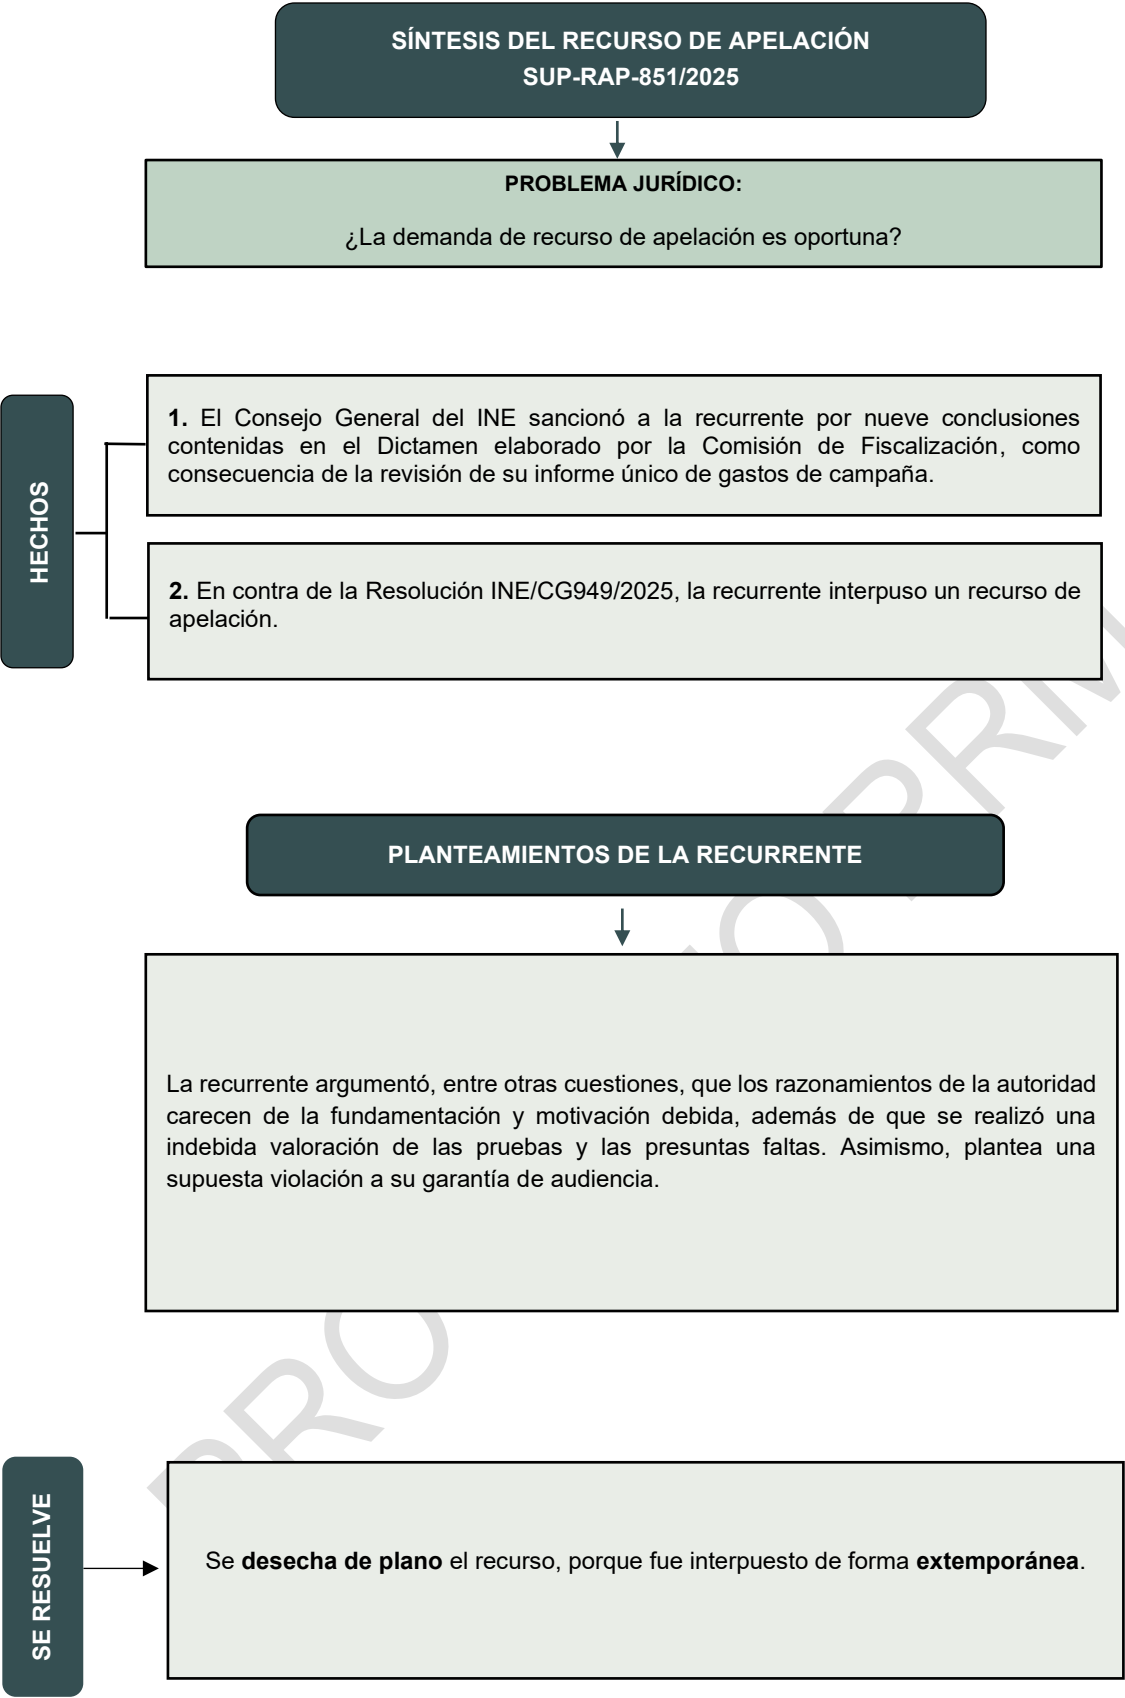 SÍNTESIS DEL RECURSO DE APELACIÓN
SUP-RAP-851/2025
PROBLEMA JURÍDICO:
¿La demanda de recurso de apelación es oportuna?
HECHOS
1. El Consejo General del INE sancionó a la recurrente por nueve conclusiones
contenidas en el Dictamen elaborado por la Comisión de Fiscalización, como
consecuencia de la revisión de su informe único de gastos de campaña.
2. En contra de la Resolución INE/CG949/2025, la recurrente interpuso un recurso de
apelación.
PLANTEAMIENTOS DE LA RECURRENTE
La recurrente argumentó, entre otras cuestiones, que los razonamientos de la autoridad
carecen de la fundamentación y motivación debida, además de que se realizó una
indebida valoración de las pruebas y las presuntas faltas. Asimismo, plantea una
supuesta violación a su garantía de audiencia.
SE RESUELVE
Se desecha de plano el recurso, porque fue interpuesto de forma extemporánea.